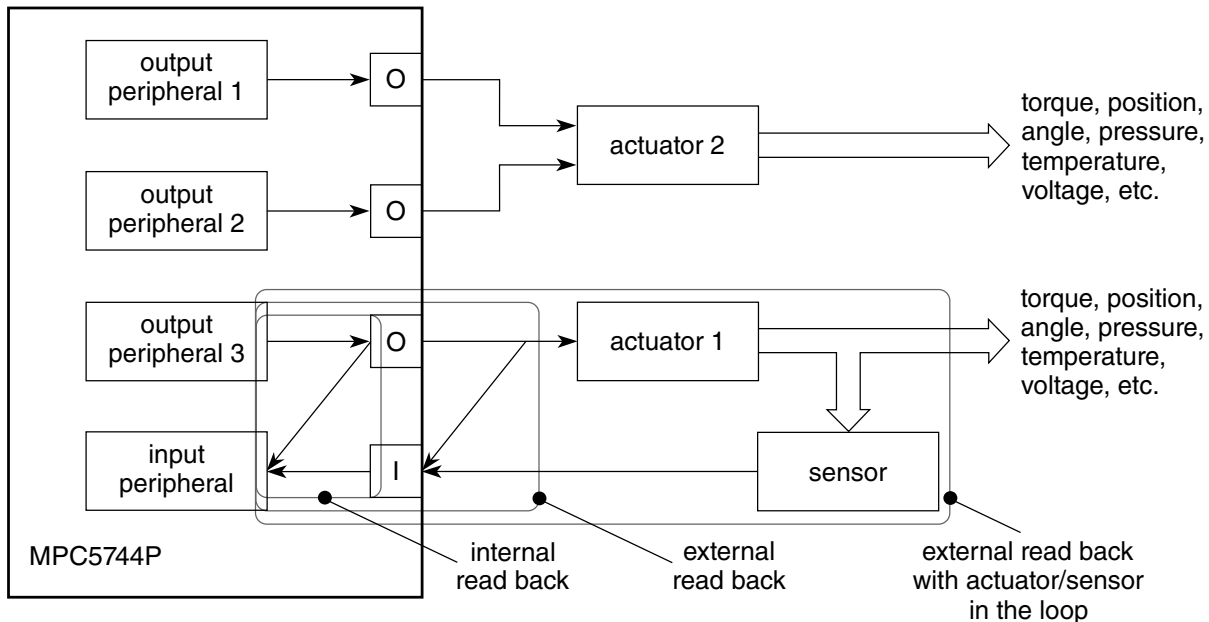 output
peripheral 1
O
actuator 2
torque, position,
angle, pressure,
temperature,
voltage, etc.
output
peripheral 2
O
output
peripheral 3
O
actuator 1
torque, position,
angle, pressure,
temperature,
voltage, etc.
input
peripheral
I
sensor
MPC5744P
internal
read back
external
read back
external read back
with actuator/sensor
in the loop